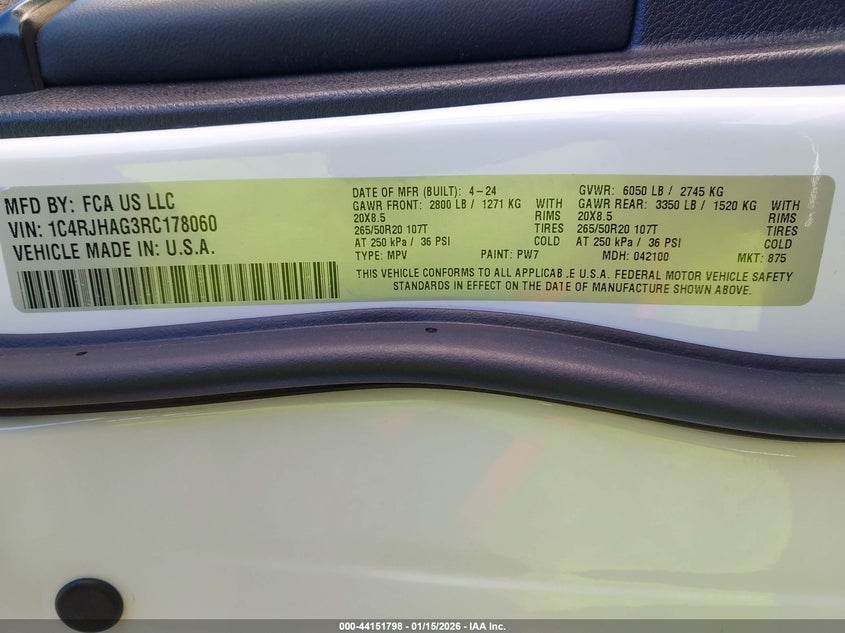 MFD BY: FCA US LLC
VIN: 1C4RJHAG3RC178060
VEHICLE MADE IN: U.S.A.
DATE OF MFR (BUILT): 4-24 GVWR: 6050 LB / 2745 KG
GAWR FRONT: 2800 LB / 1271 KG WITH GAWR REAR: 3350 LB / 1520 KG WITH
20X8.5 RIMS 20X8.5 RIMS
265/50R20 107T TIRES 265/50R20 107T TIRES
AT 250 kPa / 36 PSI COLD AT 250 kPa / 36 PSI COLD
TYPE: MPV PAINT: PW7 MDH: 042100 MKT: 875
THIS VEHICLE CONFORMS TO ALL APPLICAB.E U.S.A. FEDERAL MOTOR VEHICLE SAFETY
STANDARDS IN EFFECT ON THE DATE OF MANUFACTURE SHOWN ABOVE.
000-44151798 - 01/15/2026 - IAA Inc.